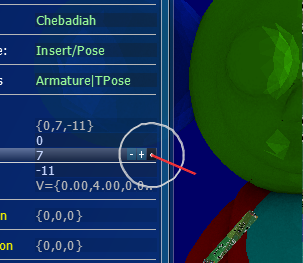 Chebadiah
e: Insert/Pose
s Armature|TPose
{0,7,-11}
0
7 - +
-11
V={0.00,4.00,0.0..
n {0,0,0}
on {0,0,0}